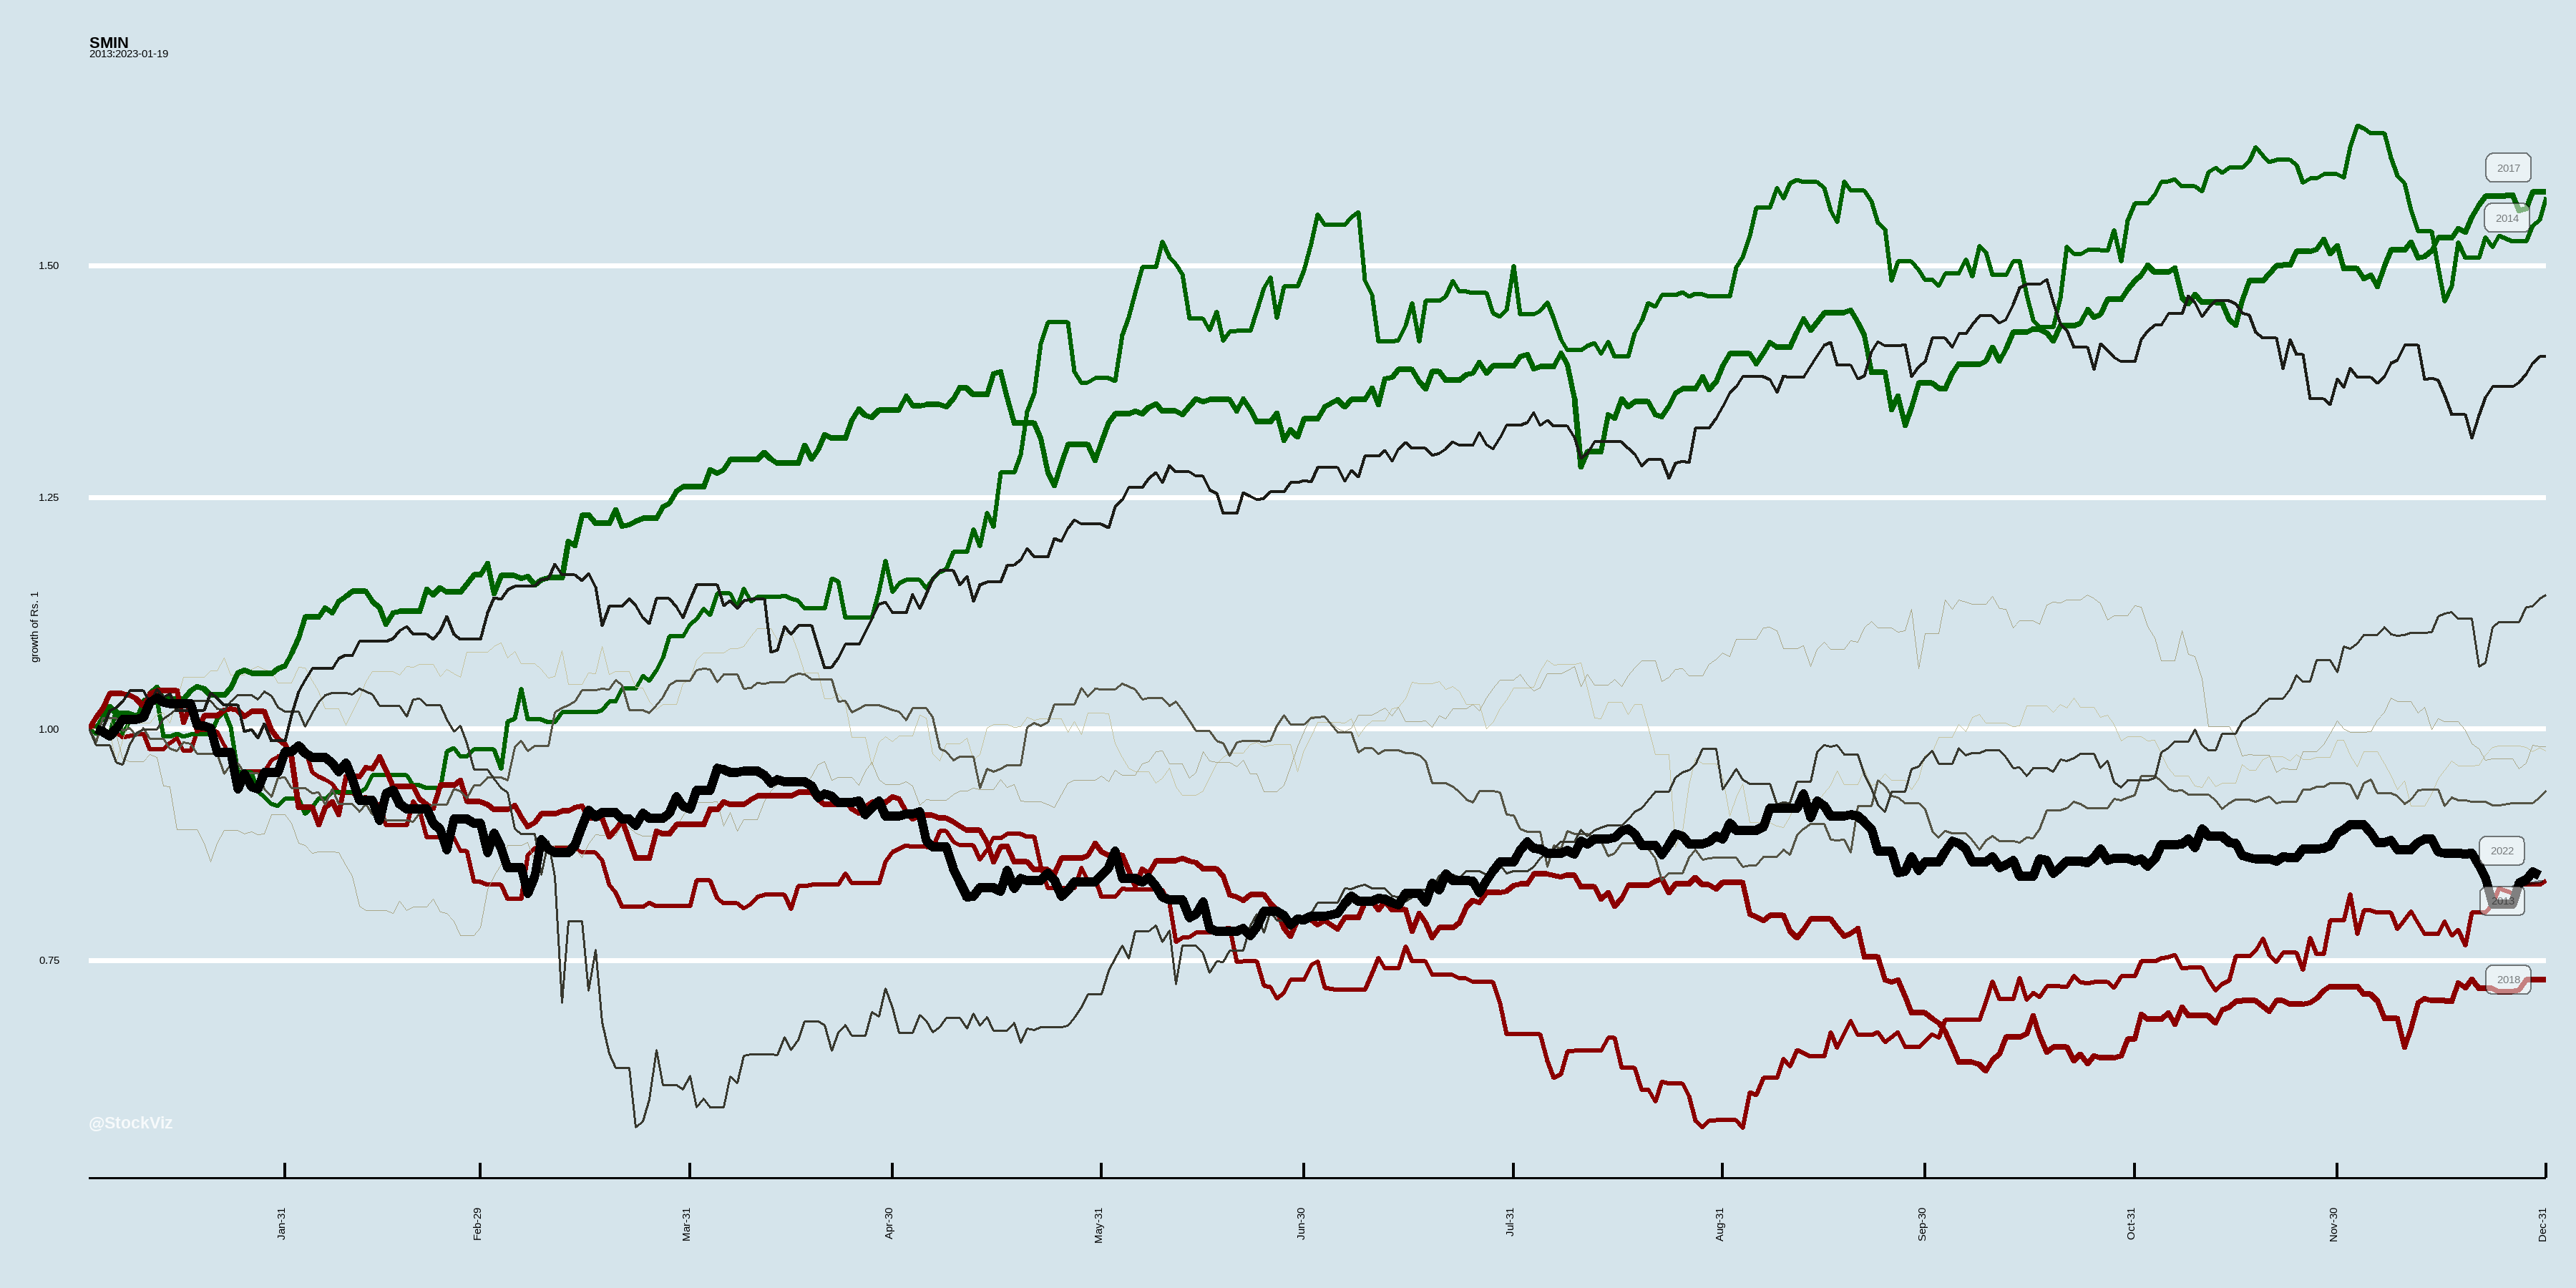 SMIN
2013:2023-01-19
growth of Rs. 1
1.50
1.25
1.00
0.75
2017
2014
2022
2013
2018
@StockViz
Jan-31
Feb-29
Mar-31
Apr-30
May-31
Jun-30
Jul-31
Aug-31
Sep-30
Oct-31
Nov-30
Dec-31